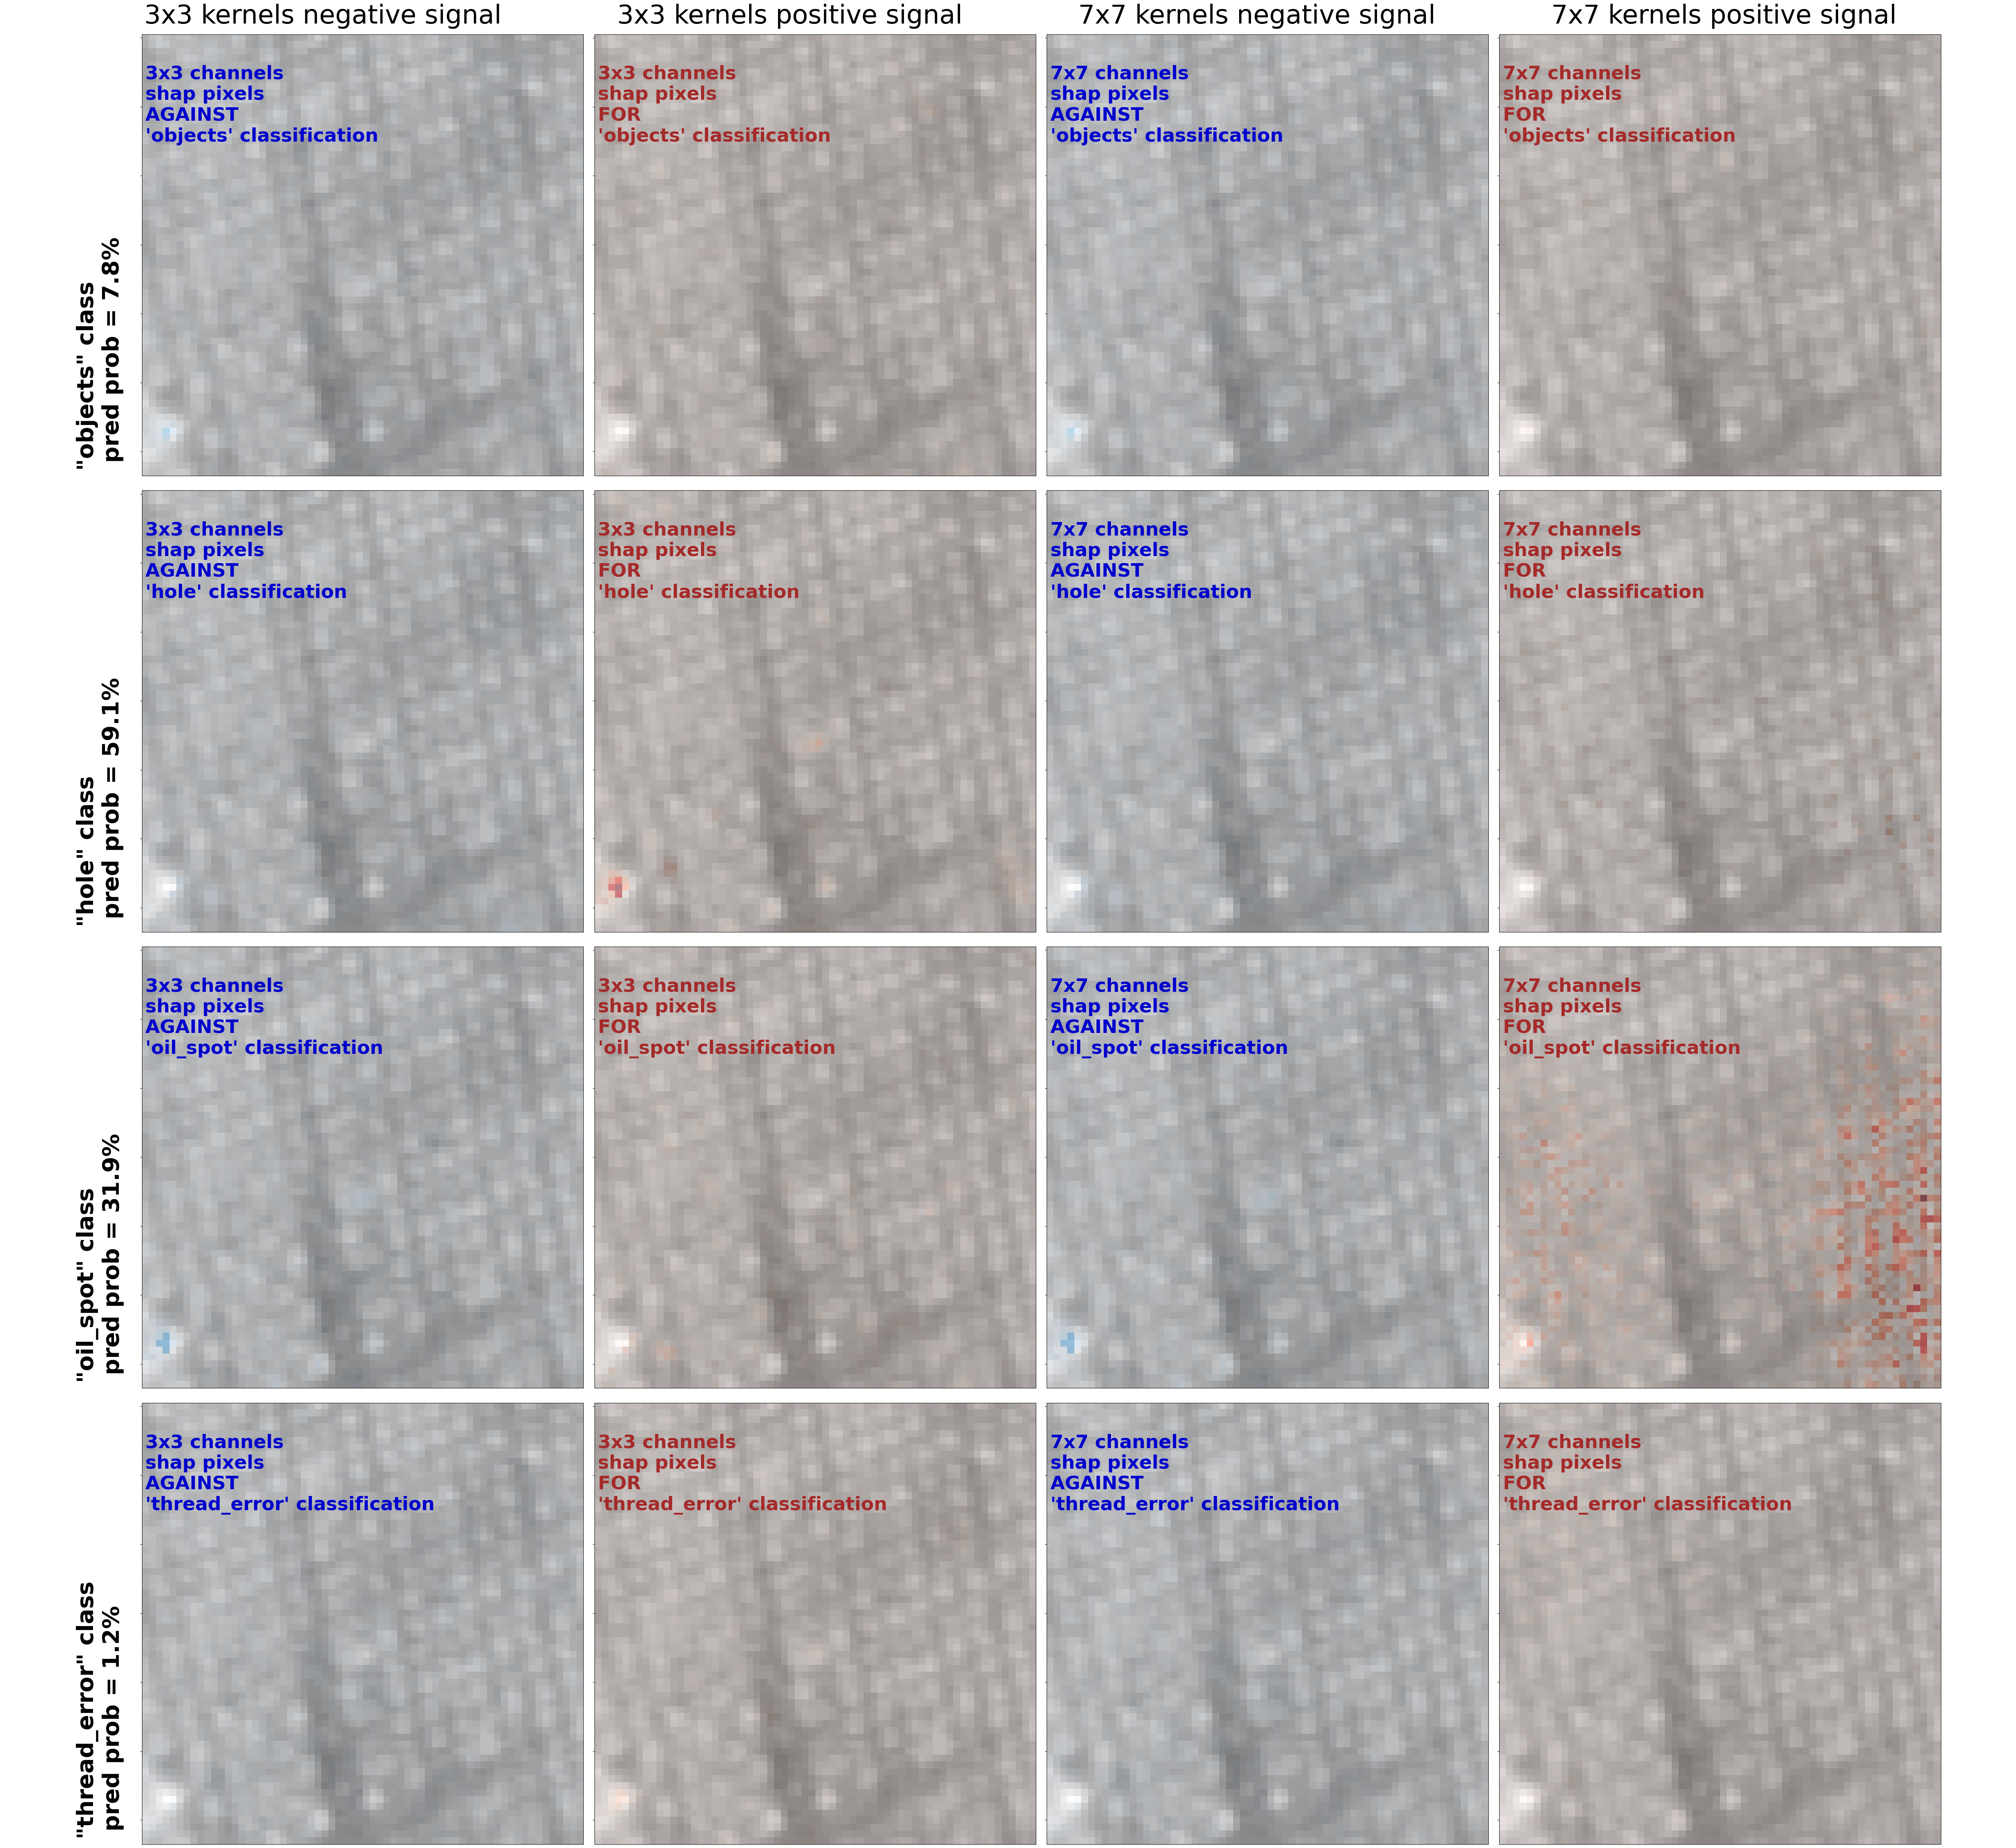 3x3 kernels negative signal
3x3 kernels positive signal
7x7 kernels negative signal
7x7 kernels positive signal
"objects" class
pred prob = 7.8%
3x3 channels
shap pixels
AGAINST
'objects' classification
3x3 channels
shap pixels
FOR
'objects' classification
7x7 channels
shap pixels
AGAINST
'objects' classification
7x7 channels
shap pixels
FOR
'objects' classification
"hole" class
pred prob = 59.1%
3x3 channels
shap pixels
AGAINST
'hole' classification
3x3 channels
shap pixels
FOR
'hole' classification
7x7 channels
shap pixels
AGAINST
'hole' classification
7x7 channels
shap pixels
FOR
'hole' classification
"oil_spot" class
pred prob = 31.9%
3x3 channels
shap pixels
AGAINST
'oil_spot' classification
3x3 channels
shap pixels
FOR
'oil_spot' classification
7x7 channels
shap pixels
AGAINST
'oil_spot' classification
7x7 channels
shap pixels
FOR
'oil_spot' classification
"thread_error" class
pred prob = 1.2%
3x3 channels
shap pixels
AGAINST
'thread_error' classification
3x3 channels
shap pixels
FOR
'thread_error' classification
7x7 channels
shap pixels
AGAINST
'thread_error' classification
7x7 channels
shap pixels
FOR
'thread_error' classification